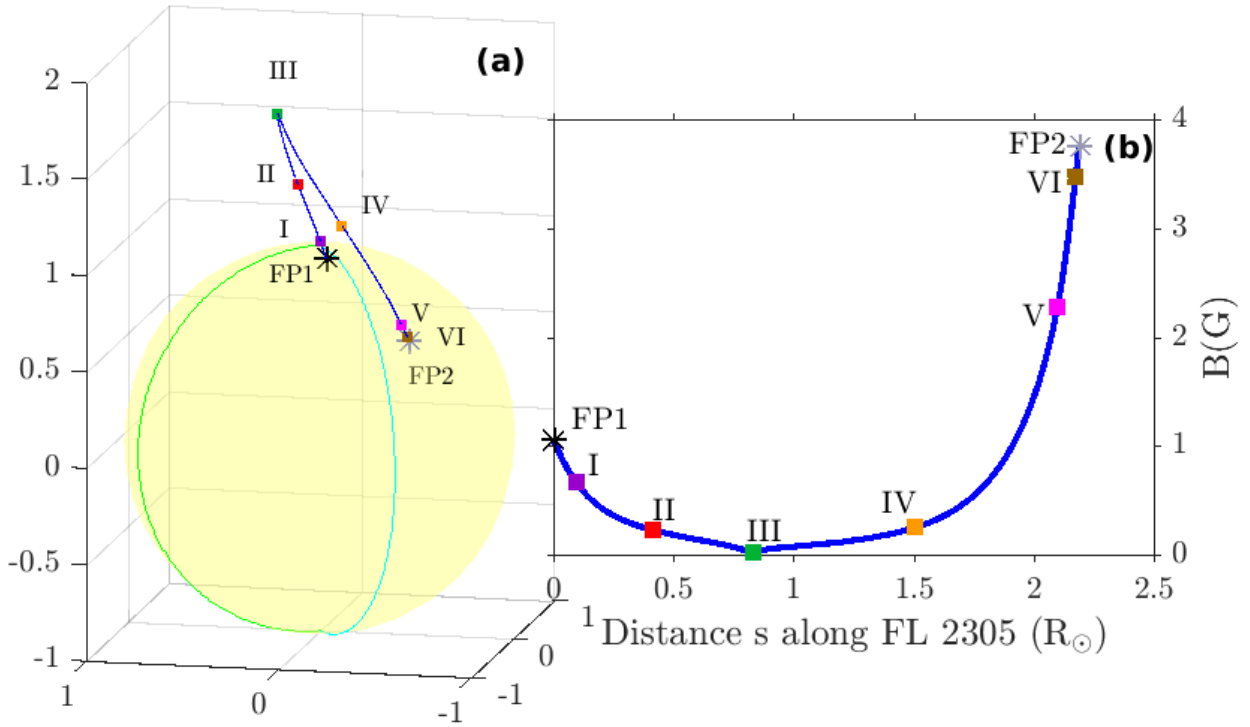 (a)
III
2
1.5
1
0.5
0
-0.5
-1
II
IV
I
FP1
V
VI
FP2
1
0
-1
1
0
-1
(b)
FP2
VI
V
FP1
I
II
III
IV
4
3
2
1
0
B(G)
0
0.5
1
1.5
2
2.5
Distance s along FL 2305 (R☉)